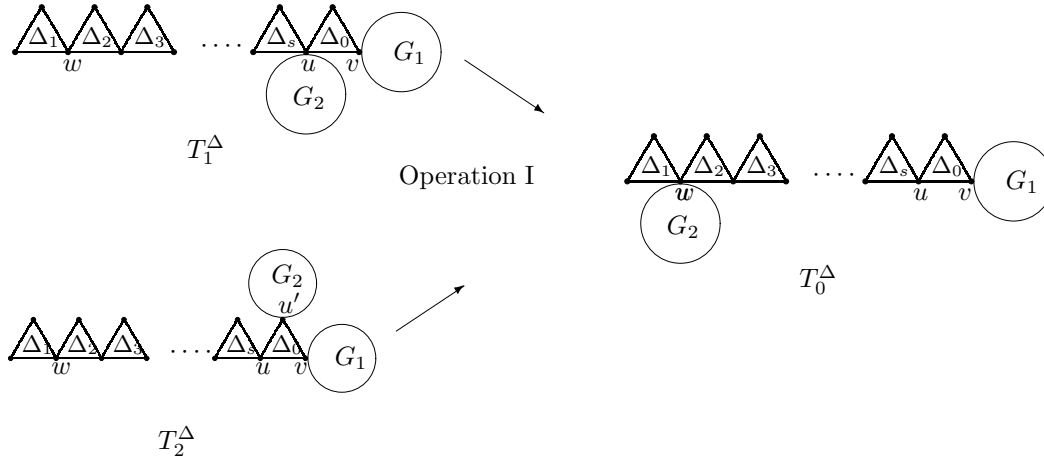 Δ₁ Δ₂ Δ₃ . . . . Δₛ Δ₀ G₁
w u v
G₂
T₁^Δ
Operation I
Δ₁ Δ₂ Δ₃ . . . . Δₛ Δ₀ G₁
w u v
G₂
T₀^Δ
G₂
u′
Δ₁ Δ₂ Δ₃ . . . . Δₛ Δ₀ G₁
w u v
T₂^Δ